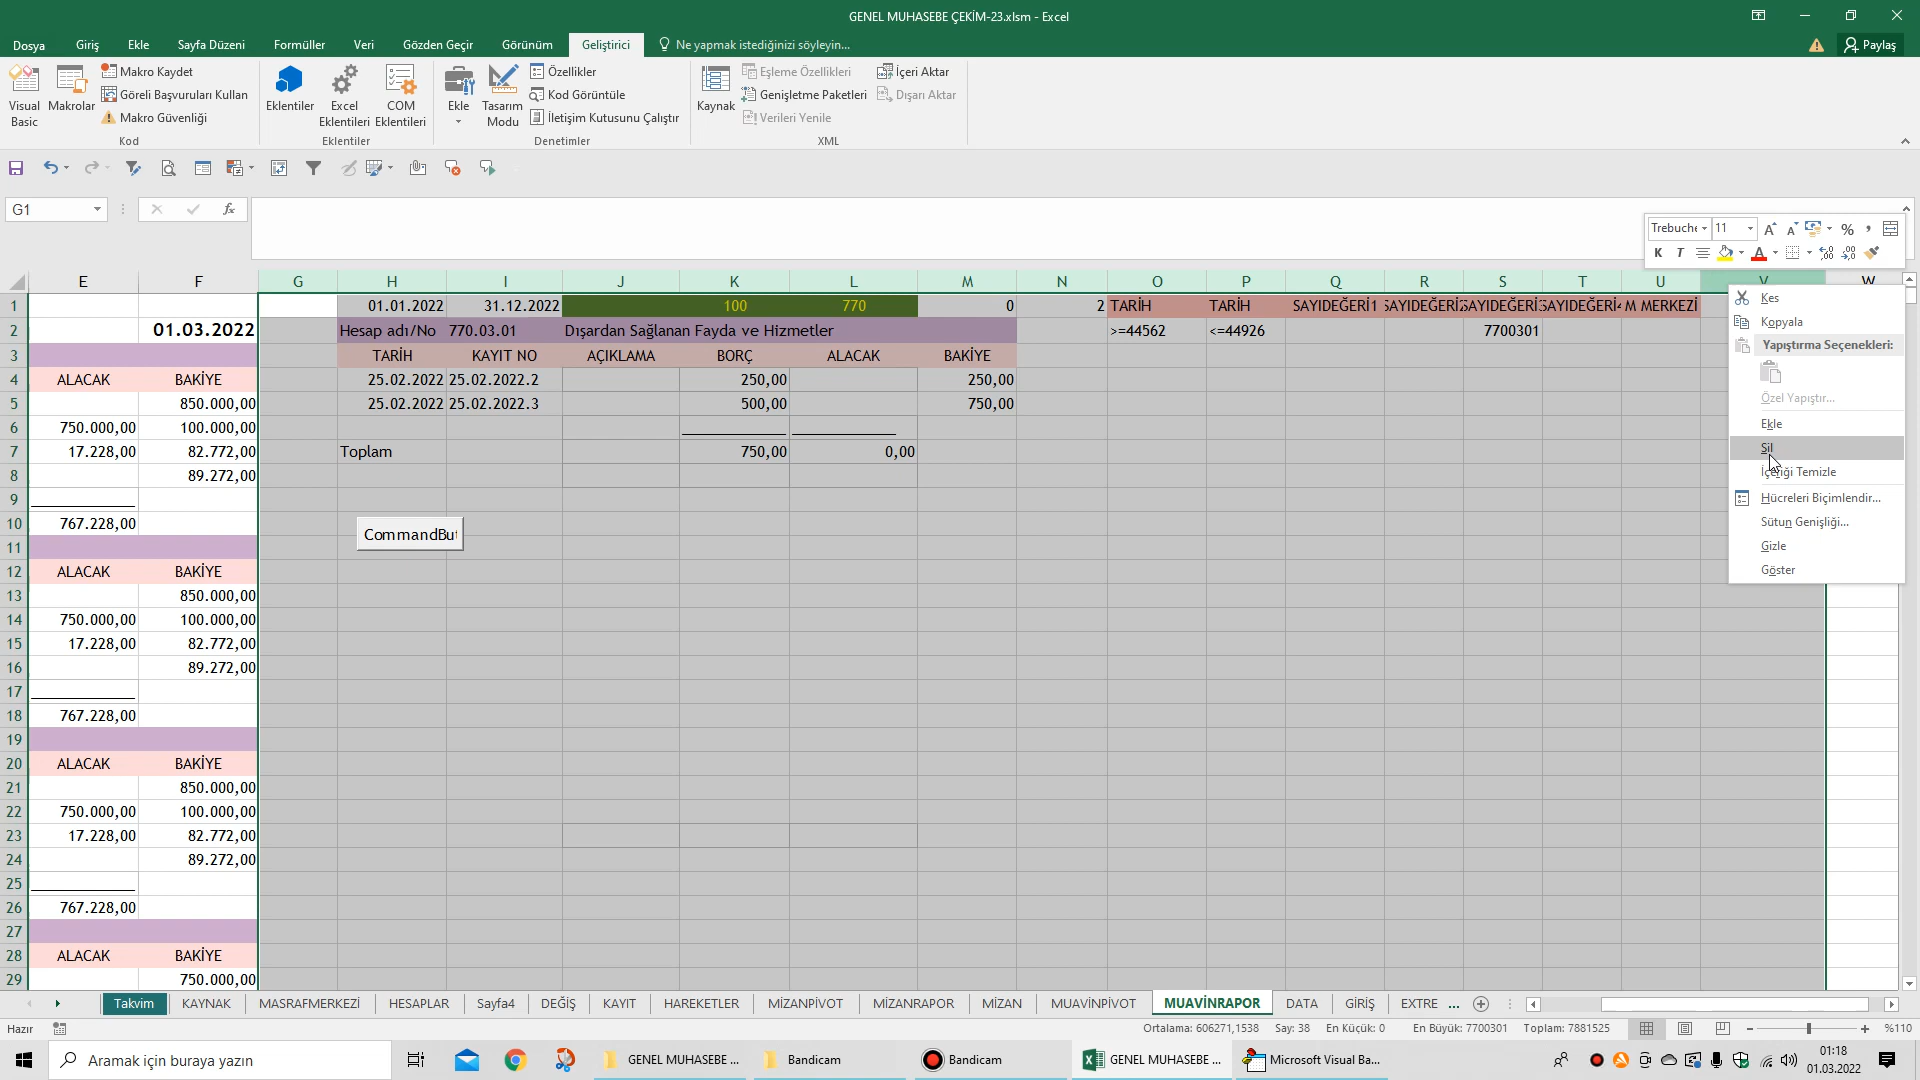 GENEL MUHASEBE ÇEKİM-23.xlsm - Excel
Dosya Giriş Ekle Sayfa Düzeni Formüller Veri Gözden Geçir Görünüm Geliştirici Ne yapmak istediğinizi söyleyin... Paylaş
Visual Basic
Makrolar
Makro Kaydet
Göreli Başvuruları Kullan
Makro Güvenliği
Kod
Eklentiler
Excel Eklentileri
COM Eklentileri
Eklentiler
Ekle
Tasarım Modu
Özellikler
Kod Görüntüle
İletişim Kutusunu Çalıştır
Denetimler
Kaynak
Eşleme Özellikleri
Genişletme Paketleri
Verileri Yenile
İçeri Aktar
Dışarı Aktar
XML
G1
fx
Trebuche 11
K T
E F G H I J K L M N O P Q R S T U V W
1 01.01.2022 31.12.2022 100 770 0 2 TARİH TARİH SAYIDEĞERİ1 M MERKEZİ
2 01.03.2022 Hesap adı/No 770.03.01 Dışardan Sağlanan Fayda ve Hizmetler >=44562 <=44926 7700301
3 TARİH KAYIT NO AÇIKLAMA BORÇ ALACAK BAKİYE
4 ALACAK BAKİYE 25.02.2022 25.02.2022.2 250,00 250,00
5 850.000,00 25.02.2022 25.02.2022.3 500,00 750,00
6 750.000,00 100.000,00
7 17.228,00 82.772,00 Toplam 750,00 0,00
8 89.272,00
9
10 767.228,00
CommandBut
11
12 ALACAK BAKİYE
13 850.000,00
14 750.000,00 100.000,00
15 17.228,00 82.772,00
16 89.272,00
17
18 767.228,00
19
20 ALACAK BAKİYE
21 850.000,00
22 750.000,00 100.000,00
23 17.228,00 82.772,00
24 89.272,00
25
26 767.228,00
27
28 ALACAK BAKİYE
29 750.000,00
Kes
Kopyala
Yapıştırma Seçenekleri:
Özel Yapıştır...
Ekle
Sil
İçeriği Temizle
Hücreleri Biçimlendir...
Sütun Genişliği...
Gizle
Göster
Takvim KAYNAK MASRAFMERKEZİ HESAPLAR Sayfa4 DEĞİŞ KAYIT HAREKETLER MİZANPİVOT MİZANRAPOR MİZAN MUAVİNPİVOT MUAVİNRAPOR DATA GİRİŞ EXTRE ...
Hazır Ortalama: 606271,1538 Say: 38 En Küçük: 0 En Büyük: 7700301 Toplam: 7881525 %110
Aramak için buraya yazın
GENEL MUHASEBE ...
Bandicam
Bandicam
GENEL MUHASEBE ...
Microsoft Visual Ba...
01:18
01.03.2022